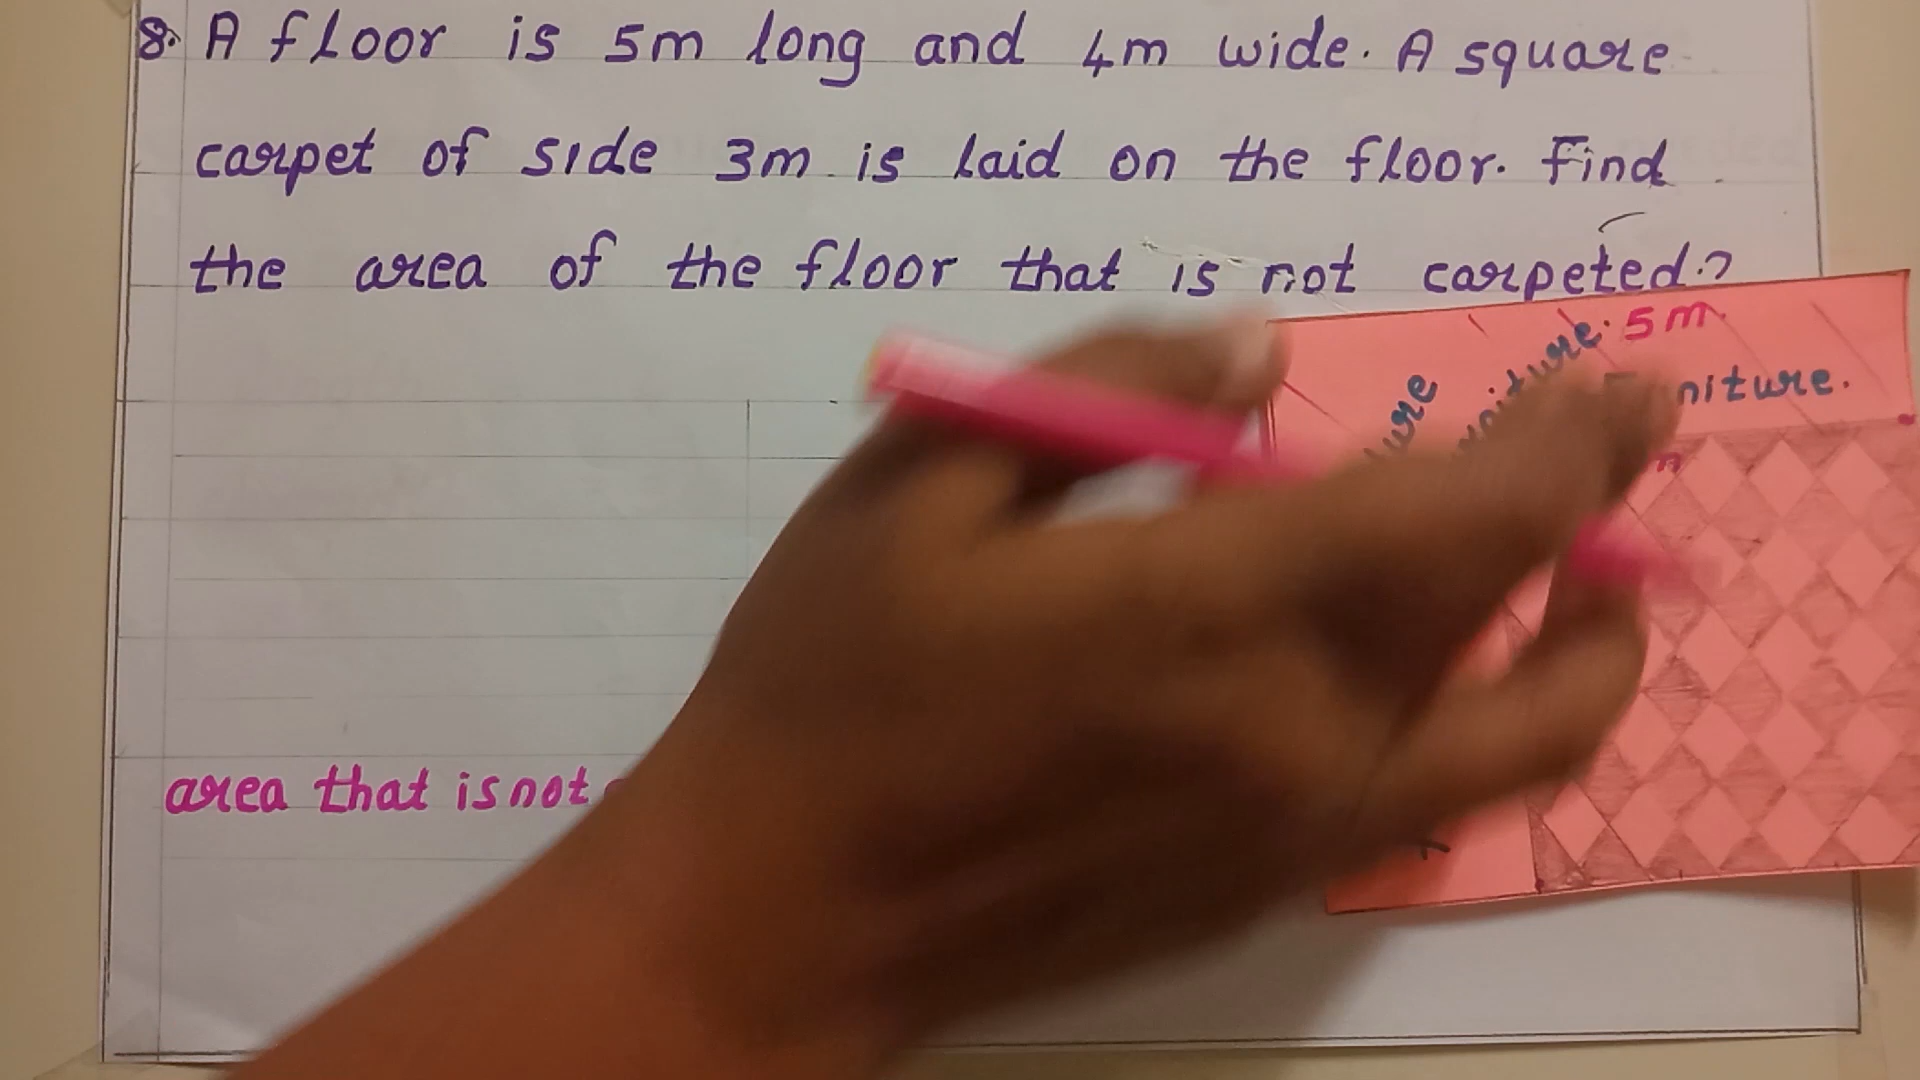 8. A floor is 5m long and 4m wide. A square
carpet of side 3m is laid on the floor. Find
the area of the floor that is not carpeted?
5m.
area that is not